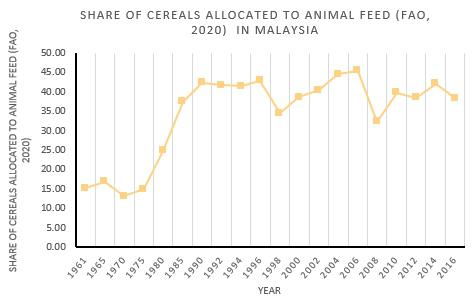 SHARE OF CEREALS ALLOCATED TO ANIMAL FEED (FAO,
2020) IN MALAYSIA
SHARE OF CEREALS ALLOCATED TO ANIMAL FEED (FAO,
2020)
50.00
45.00
40.00
35.00
30.00
25.00
20.00
15.00
10.00
5.00
0.00
1961 1965 1970 1975 1980 1985 1990 1992 1994 1996 1998 2000 2002 2004 2006 2008 2010 2012 2014 2016
YEAR